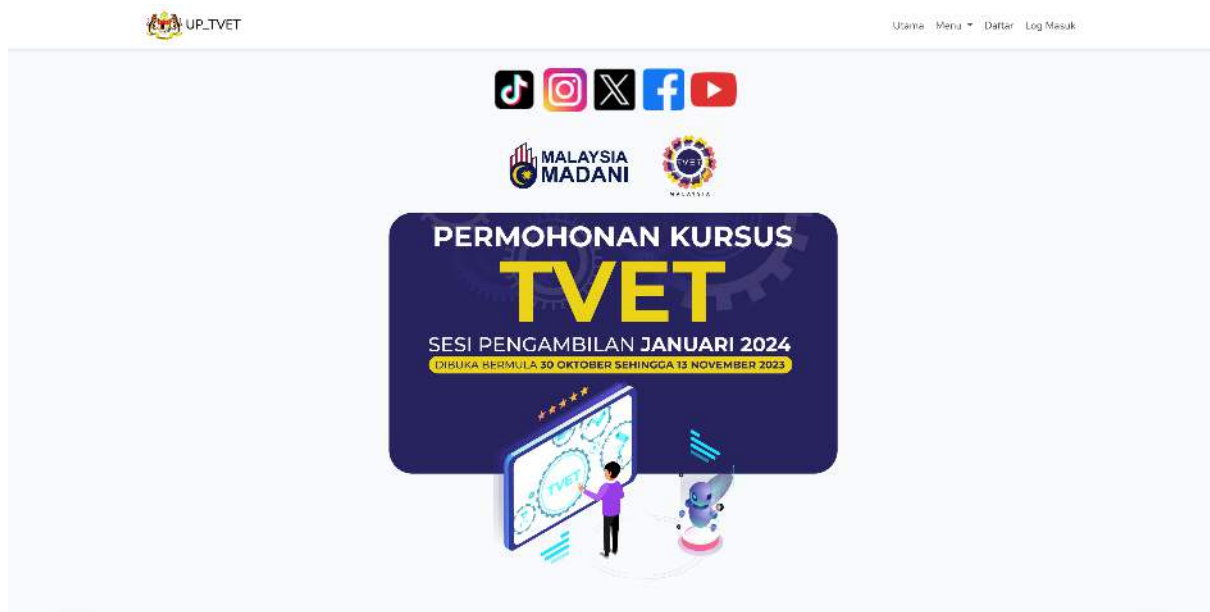 UP_TVET
Utama Menu Daftar Log Masuk
MALAYSIA
MADANI
TVET
MALAYSIA
PERMOHONAN KURSUS
TVET
SESI PENGAMBILAN JANUARI 2024
DIBUKA BERMULA 30 OKTOBER SEHINGGA 13 NOVEMBER 2023
TVET